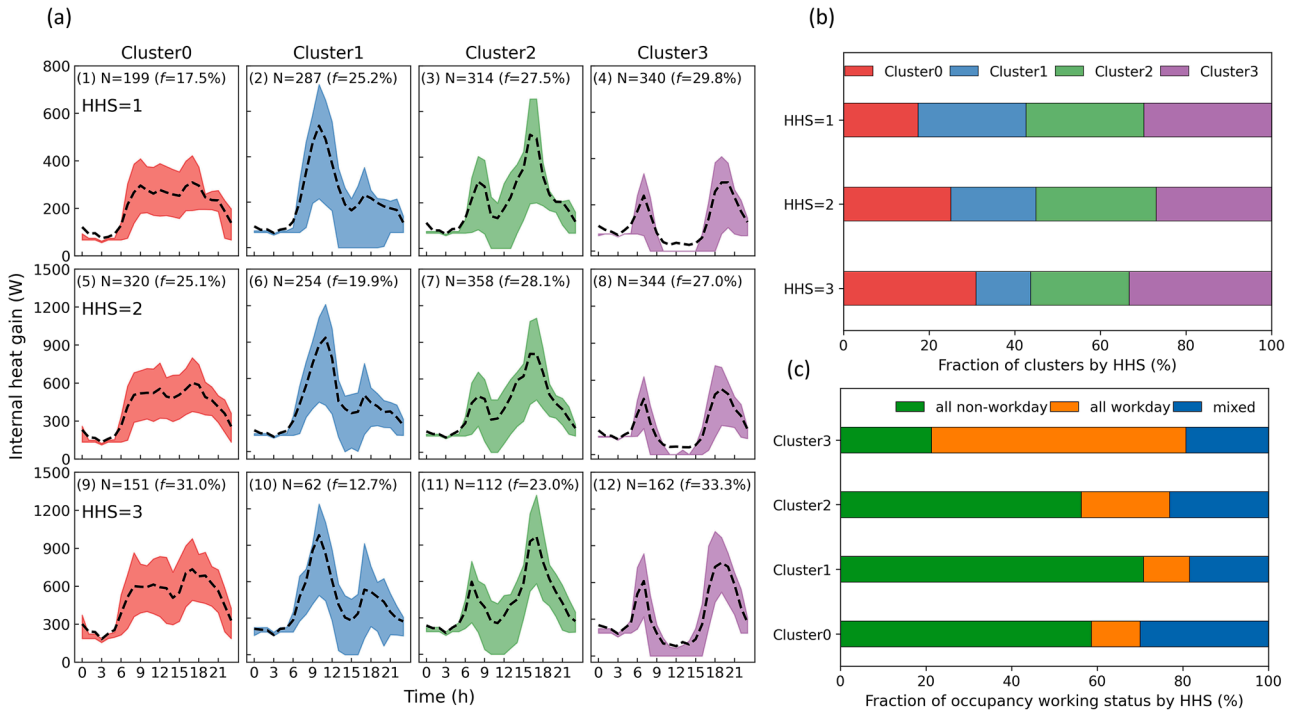 (a)
Cluster0 Cluster1 Cluster2 Cluster3
800
600
400
200
0
(1) N=199 (f=17.5%)
HHS=1
(2) N=287 (f=25.2%)
(3) N=314 (f=27.5%)
(4) N=340 (f=29.8%)
1500
1200
900
600
300
0
(5) N=320 (f=25.1%)
HHS=2
(6) N=254 (f=19.9%)
(7) N=358 (f=28.1%)
(8) N=344 (f=27.0%)
Internal heat gain (W)
1500
1200
900
600
300
0
(9) N=151 (f=31.0%)
HHS=3
(10) N=62 (f=12.7%)
(11) N=112 (f=23.0%)
(12) N=162 (f=33.3%)
0 3 6 9 12 15 18 21
0 3 6 9 12 15 18 21
0 3 6 9 12 15 18 21
0 3 6 9 12 15 18 21
Time (h)
(b)
Cluster0 Cluster1 Cluster2 Cluster3
HHS=1
HHS=2
HHS=3
0 20 40 60 80 100
Fraction of clusters by HHS (%)
(c)
all non-workday all workday mixed
Cluster3
Cluster2
Cluster1
Cluster0
0 20 40 60 80 100
Fraction of occupancy working status by HHS (%)